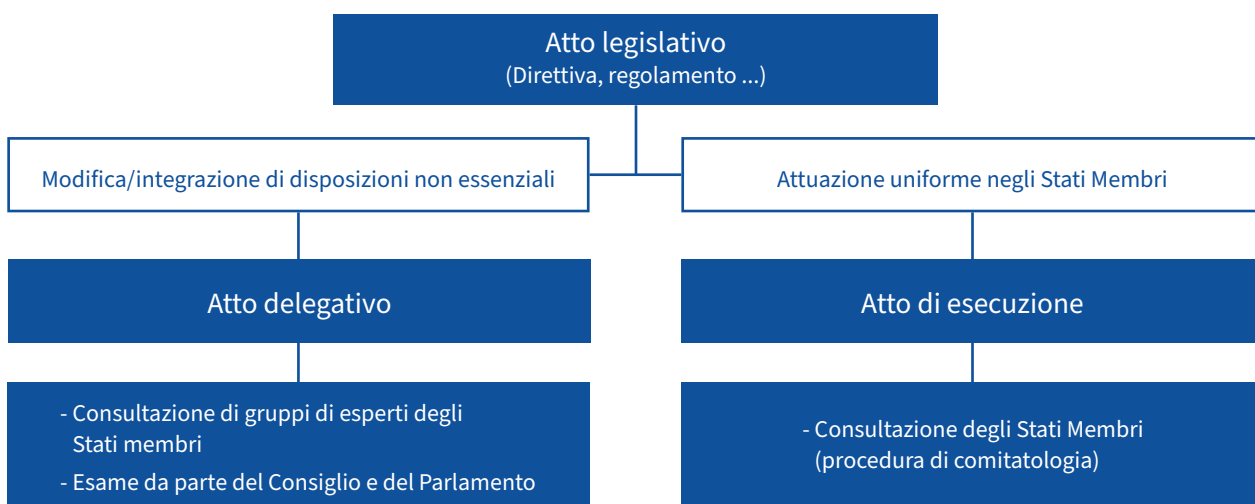 Atto legislativo
(Direttiva, regolamento ...)
Modifica/integrazione di disposizioni non essenziali
Attuazione uniforme negli Stati Membri
Atto delegativo
Atto di esecuzione
- Consultazione di gruppi di esperti degli
Stati membri
- Esame da parte del Consiglio e del Parlamento
- Consultazione degli Stati Membri
(procedura di comitatologia)